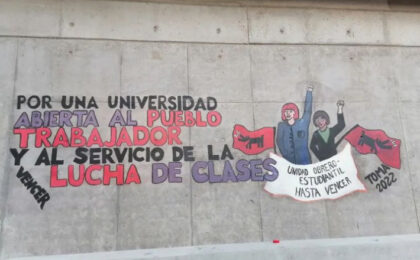 POR UNA UNIVERSIDAD
ABIERTA AL PUEBLO
TRABAJADOR
Y AL SERVICIO DE LA
LUCHA DE CLASES
VENCER
UNIDAD OBRERO-
ESTUDIANTIL
HASTA VENCER
TOMA
2022